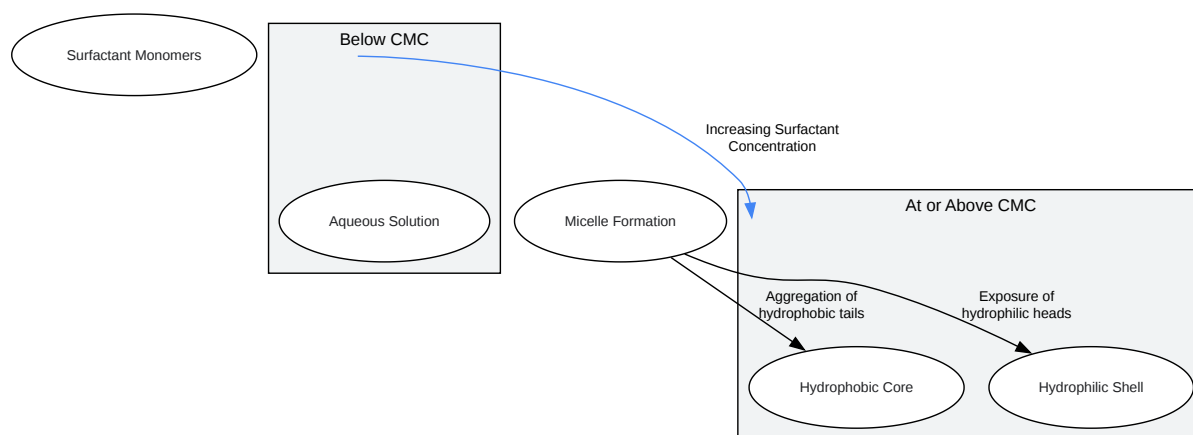 Below CMC
Surfactant Monomers
Increasing Surfactant
Concentration
At or Above CMC
Aqueous Solution
Micelle Formation
Aggregation of
hydrophobic tails
Exposure of
hydrophilic heads
Hydrophobic Core
Hydrophilic Shell